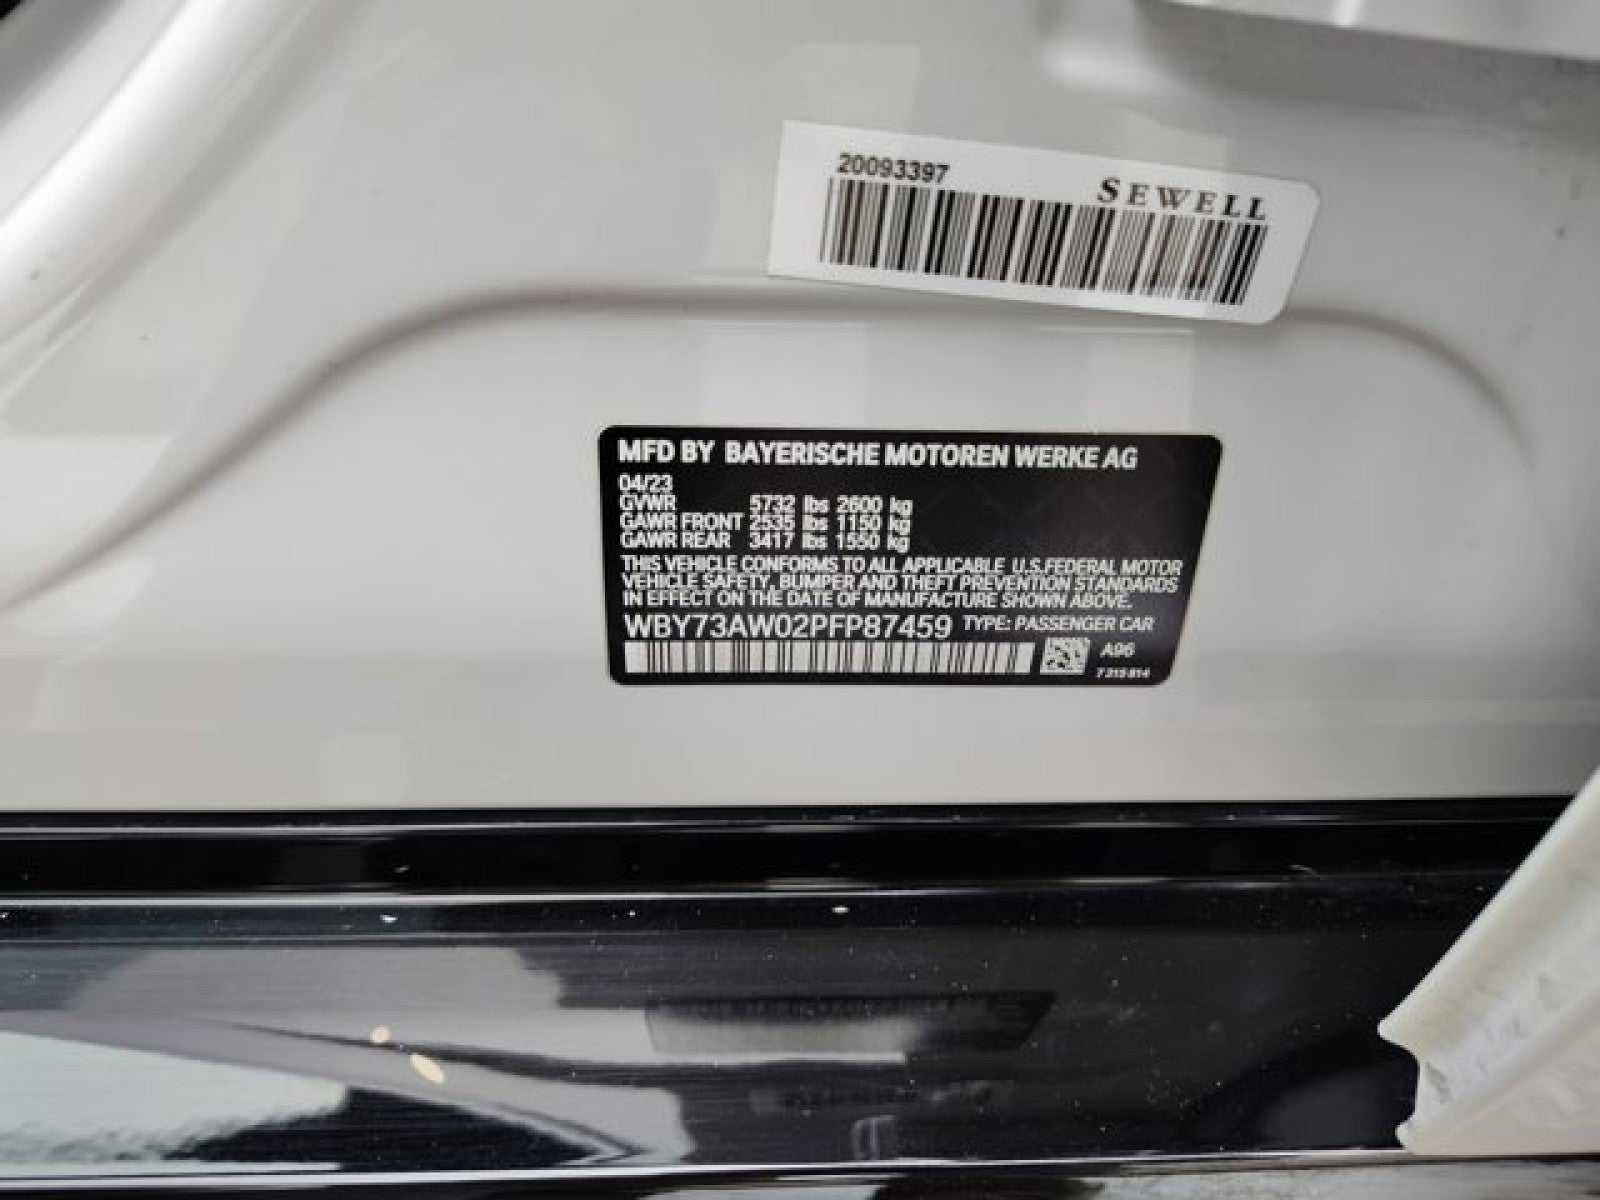 20093397
SEWELL
MFD BY BAYERISCHE MOTOREN WERKE AG
04/23
GVWR 5732 lbs 2600 kg
GAWR FRONT 2535 lbs 1150 kg
GAWR REAR 3417 lbs 1550 kg
THIS VEHICLE CONFORMS TO ALL APPLICABLE U.S.FEDERAL MOTOR
VEHICLE SAFETY, BUMPER AND THEFT PREVENTION STANDARDS
IN EFFECT ON THE DATE OF MANUFACTURE SHOWN ABOVE.
WBY73AW02PFP87459 TYPE: PASSENGER CAR
A96